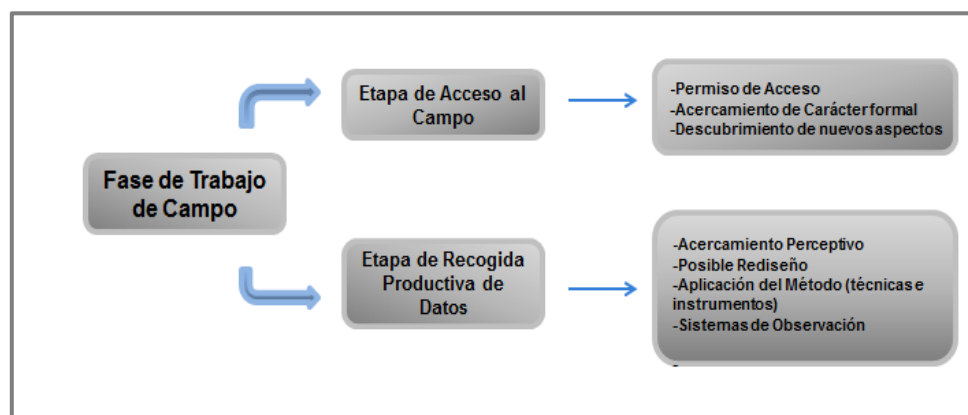 Fase de Trabajo
de Campo
Etapa de Acceso al
Campo
-Permiso de Acceso
-Acercamiento de Carácter formal
-Descubrimiento de nuevos aspectos
Etapa de Recogida
Productiva de
Datos
-Acercamiento Perceptivo
-Posible Rediseño
-Aplicación del Método (técnicas e
instrumentos)
-Sistemas de Observación
-